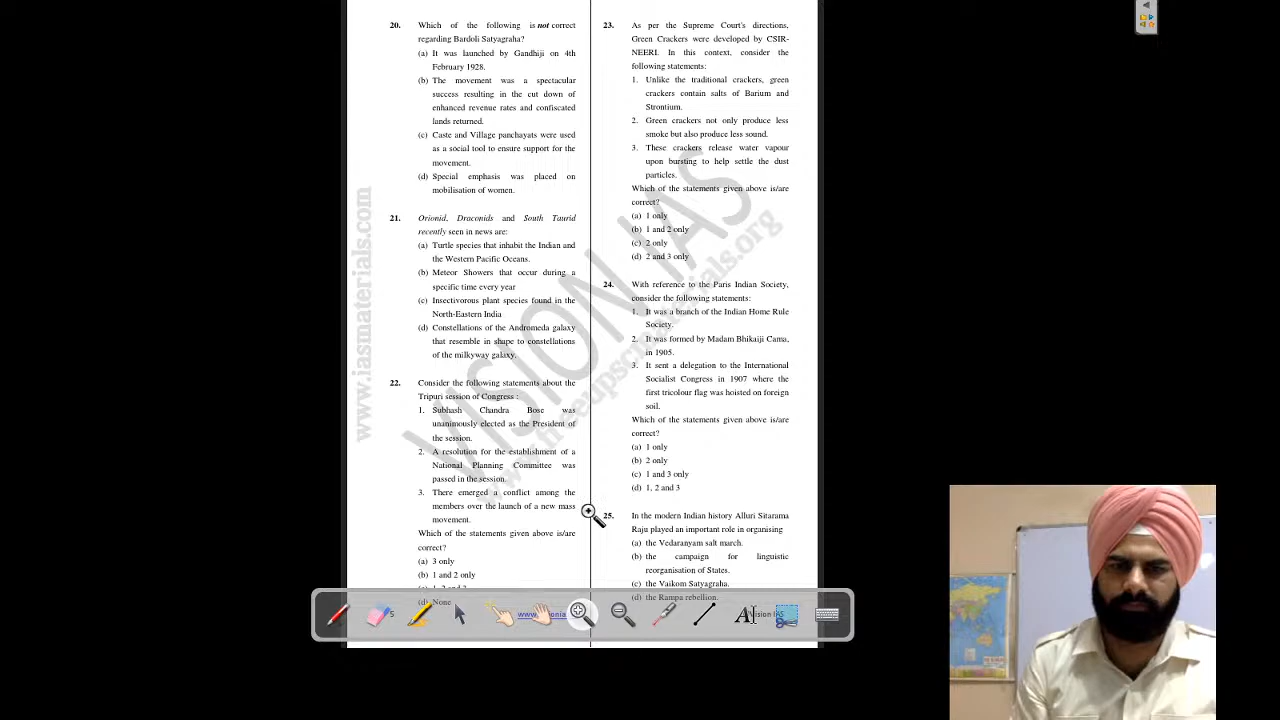 20. Which of the following is not correct
regarding Bardoli Satyagraha?
(a) It was launched by Gandhiji on 4th
February 1928.
(b) The movement was a spectacular
success resulting in the cut down of
enhanced revenue rates and confiscated
lands returned.
(c) Caste and Village panchayats were used
as a social tool to ensure support for the
movement.
(d) Special emphasis was placed on
mobilisation of women.
21. Orionid, Draconids and South Taurid
recently seen in news are:
(a) Turtle species that inhabit the Indian and
the Western Pacific Oceans.
(b) Meteor Showers that occur during a
specific time every year
(c) Insectivorous plant species found in the
North-Eastern India
(d) Constellations of the Andromeda galaxy
that resemble in shape to constellations
of the milkyway galaxy.
22. Consider the following statements about the
Tripuri session of Congress :
1. Subhash Chandra Bose was
unanimously elected as the President of
the session.
2. A resolution for the establishment of a
National Planning Committee was
passed in the session.
3. There emerged a conflict among the
members over the launch of a new mass
movement.
Which of the statements given above is/are
correct?
(a) 3 only
(b) 1 and 2 only
(d) None
5
www.
Vision IAS
23. As per the Supreme Court's directions,
Green Crackers were developed by CSIR-
NEERI. In this context, consider the
following statements:
1. Unlike the traditional crackers, green
crackers contain salts of Barium and
Strontium.
2. Green crackers not only produce less
smoke but also produce less sound.
3. These crackers release water vapour
upon bursting to help settle the dust
particles.
Which of the statements given above is/are
correct?
(a) 1 only
(b) 1 and 2 only
(c) 2 only
(d) 2 and 3 only
24. With reference to the Paris Indian Society,
consider the following statements:
1. It was a branch of the Indian Home Rule
Society.
2. It was formed by Madam Bhikaiji Cama,
in 1905.
3. It sent a delegation to the International
Socialist Congress in 1907 where the
first tricolour flag was hoisted on foreign
soil.
Which of the statements given above is/are
correct?
(a) 1 only
(b) 2 only
(c) 1 and 3 only
(d) 1, 2 and 3
25. In the modern Indian history Alluri Sitarama
Raju played an important role in organising
(a) the Vedaranyam salt march.
(b) the campaign for linguistic
reorganisation of States.
(c) the Vaikom Satyagraha.
(d) the Rampa rebellion.
www.iasmaterials.com
VISION IAS